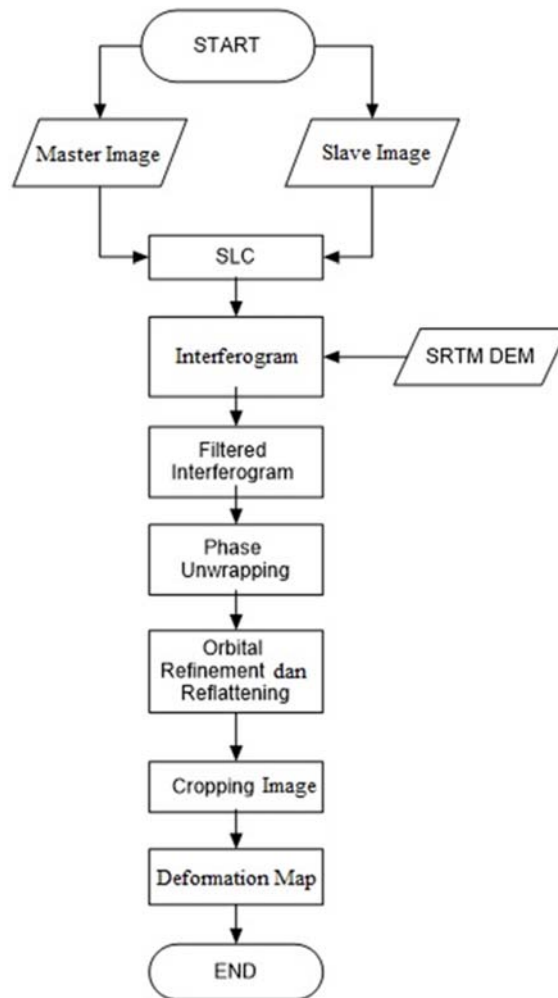 START
Master Image
Slave Image
SLC
Interferogram
SRTM DEM
Filtered
Interferogram
Phase
Unwrapping
Orbital
Refinement dan
Reflattening
Cropping Image
Deformation Map
END